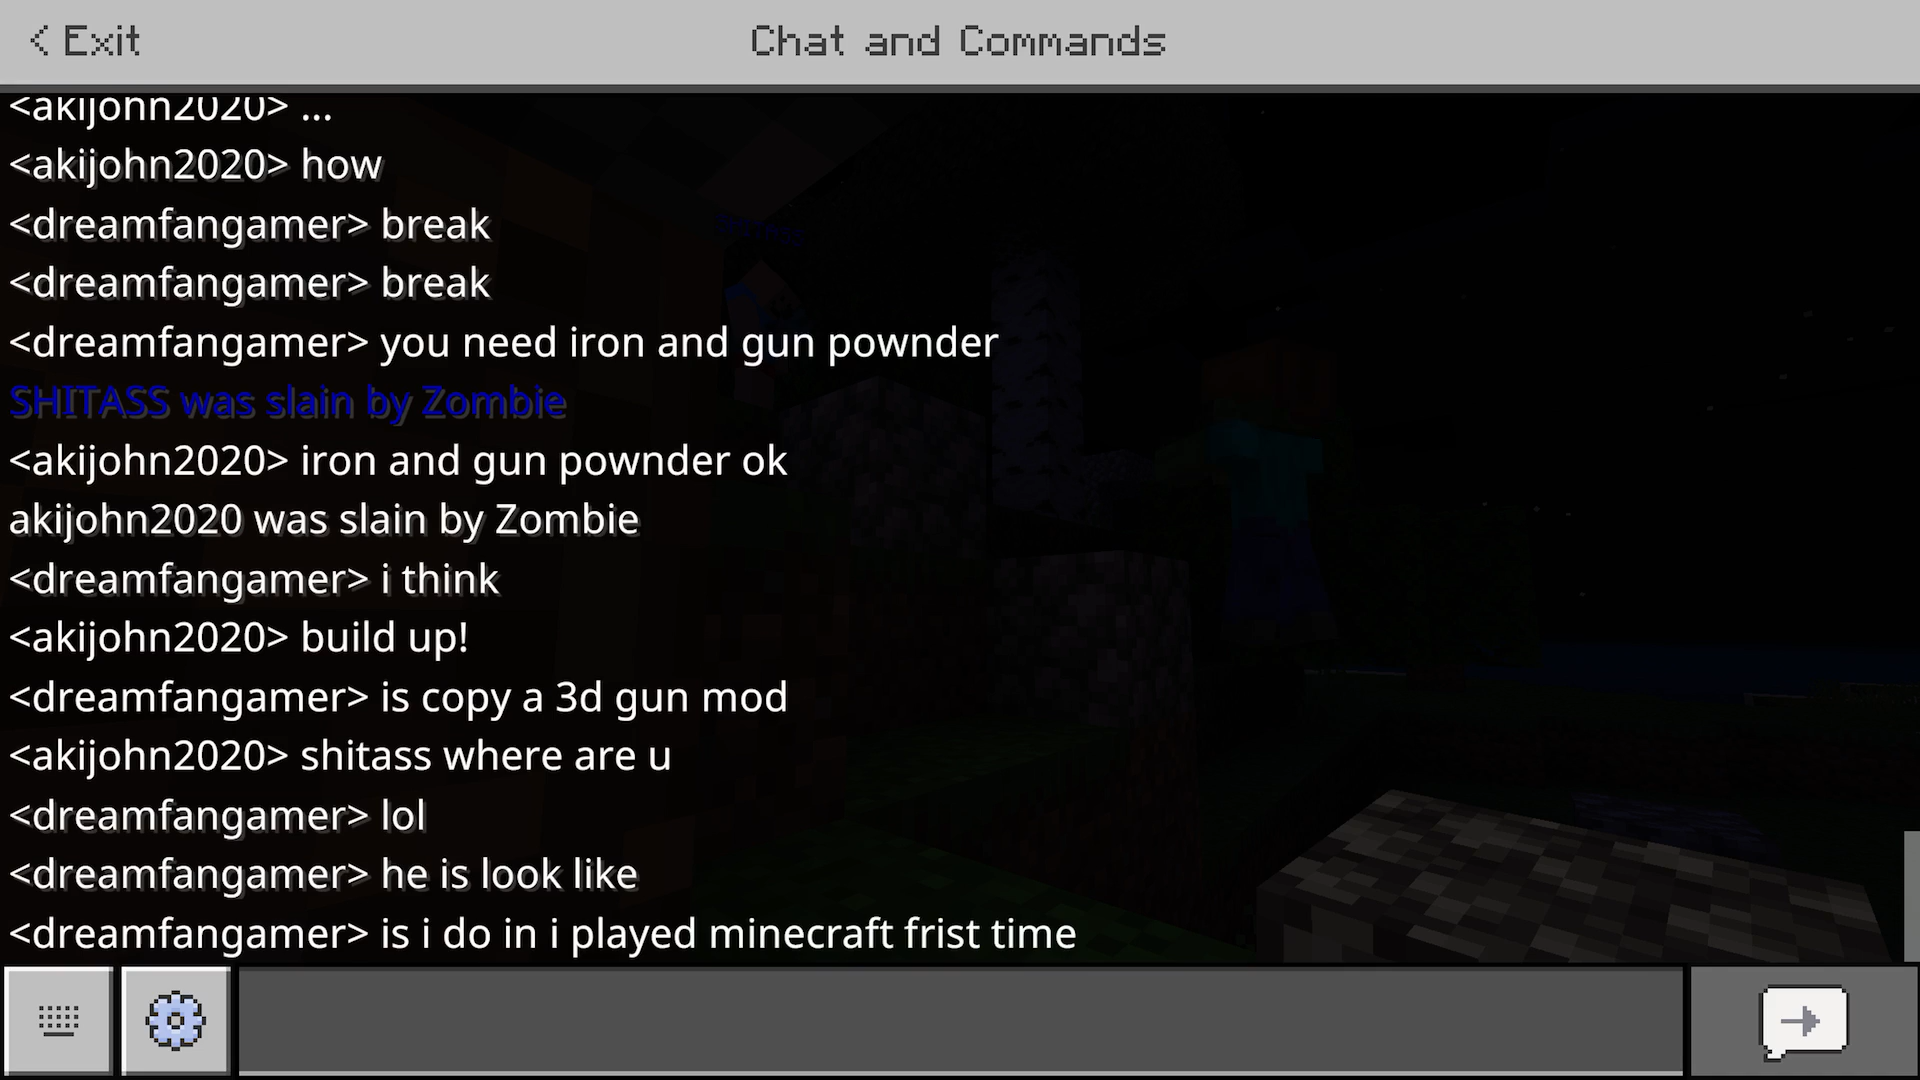 < Exit
Chat and Commands
<akijohn2020> ...
<akijohn2020> how
<dreamfangamer> break
<dreamfangamer> break
<dreamfangamer> you need iron and gun pownder
SHITASS was slain by Zombie
<akijohn2020> iron and gun pownder ok
akijohn2020 was slain by Zombie
<dreamfangamer> i think
<akijohn2020> build up!
<dreamfangamer> is copy a 3d gun mod
<akijohn2020> shitass where are u
<dreamfangamer> lol
<dreamfangamer> he is look like
<dreamfangamer> is i do in i played minecraft frist time
SHITASS